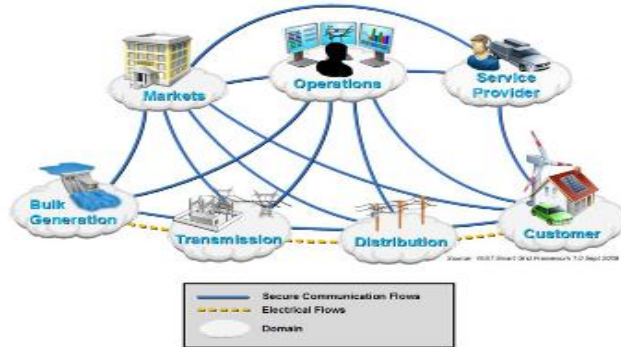 Markets
Operations
Service
Provider
Bulk
Generation
Transmission
Distribution
Customer
Source: NIST Smart Grid Framework 1.0 Sept 2009
Secure Communication Flows
Electrical Flows
Domain